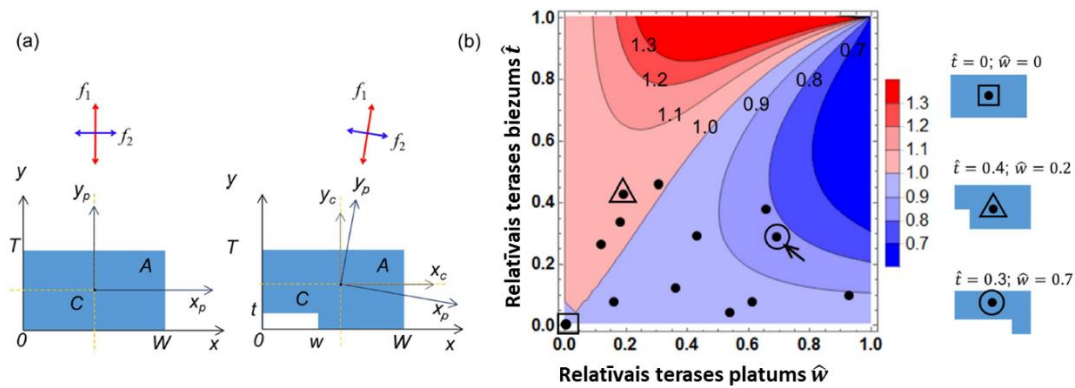 (a)
f1
f2
y
yp
T
A
C
xp
0
W
x
f1
f2
y
yc
yp
T
A
C
xc
xp
t
0
w
W
x
(b)
Relatīvais terases biezums t̂
1.0
0.8
0.6
0.4
0.2
0.0
1.3
1.2
1.1
1.0
0.9
0.8
0.7
0.0 0.2 0.4 0.6 0.8 1.0
Relatīvais terases platums ŵ
1.3
1.2
1.1
1.0
0.9
0.8
0.7
t̂ = 0; ŵ = 0
t̂ = 0.4; ŵ = 0.2
t̂ = 0.3; ŵ = 0.7